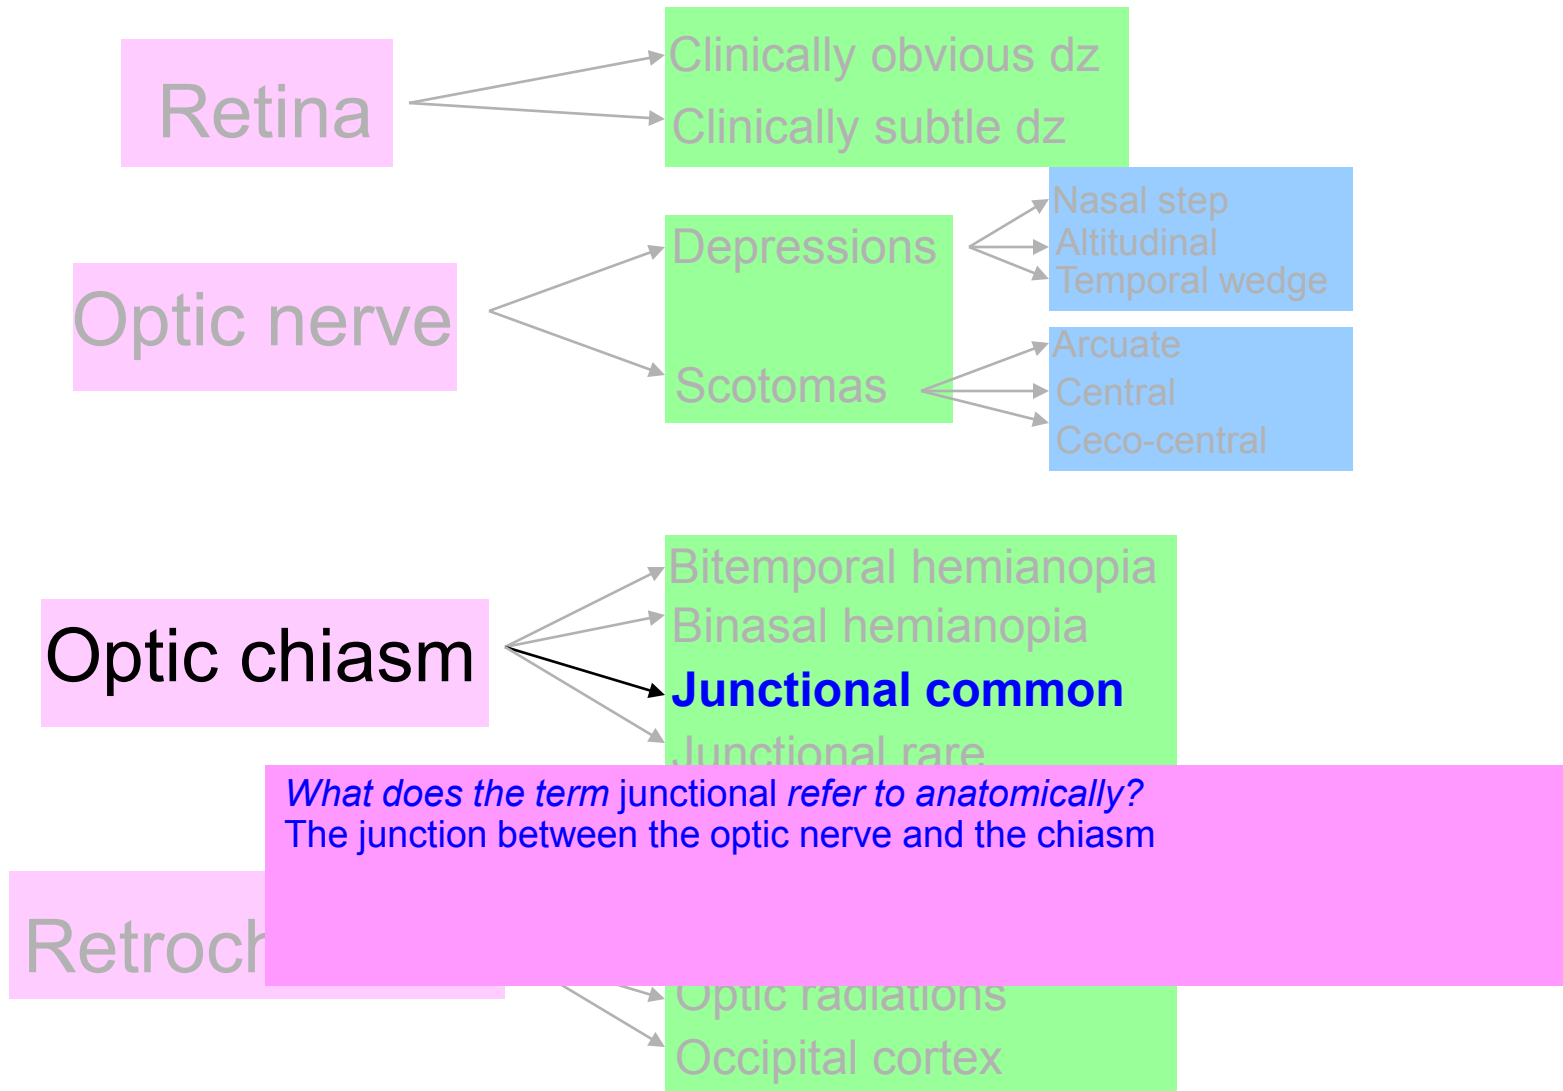 Retina
Clinically obvious dz
Clinically subtle dz
Optic nerve
Depressions
Nasal step
Altitudinal
Temporal wedge
Scotomas
Arcuate
Central
Ceco-central
Optic chiasm
Bitemporal hemianopia
Binasal hemianopia
Junctional common
Junctional rare
What does the term junctional refer to anatomically?
The junction between the optic nerve and the chiasm
Retroch
Optic radiations
Occipital cortex